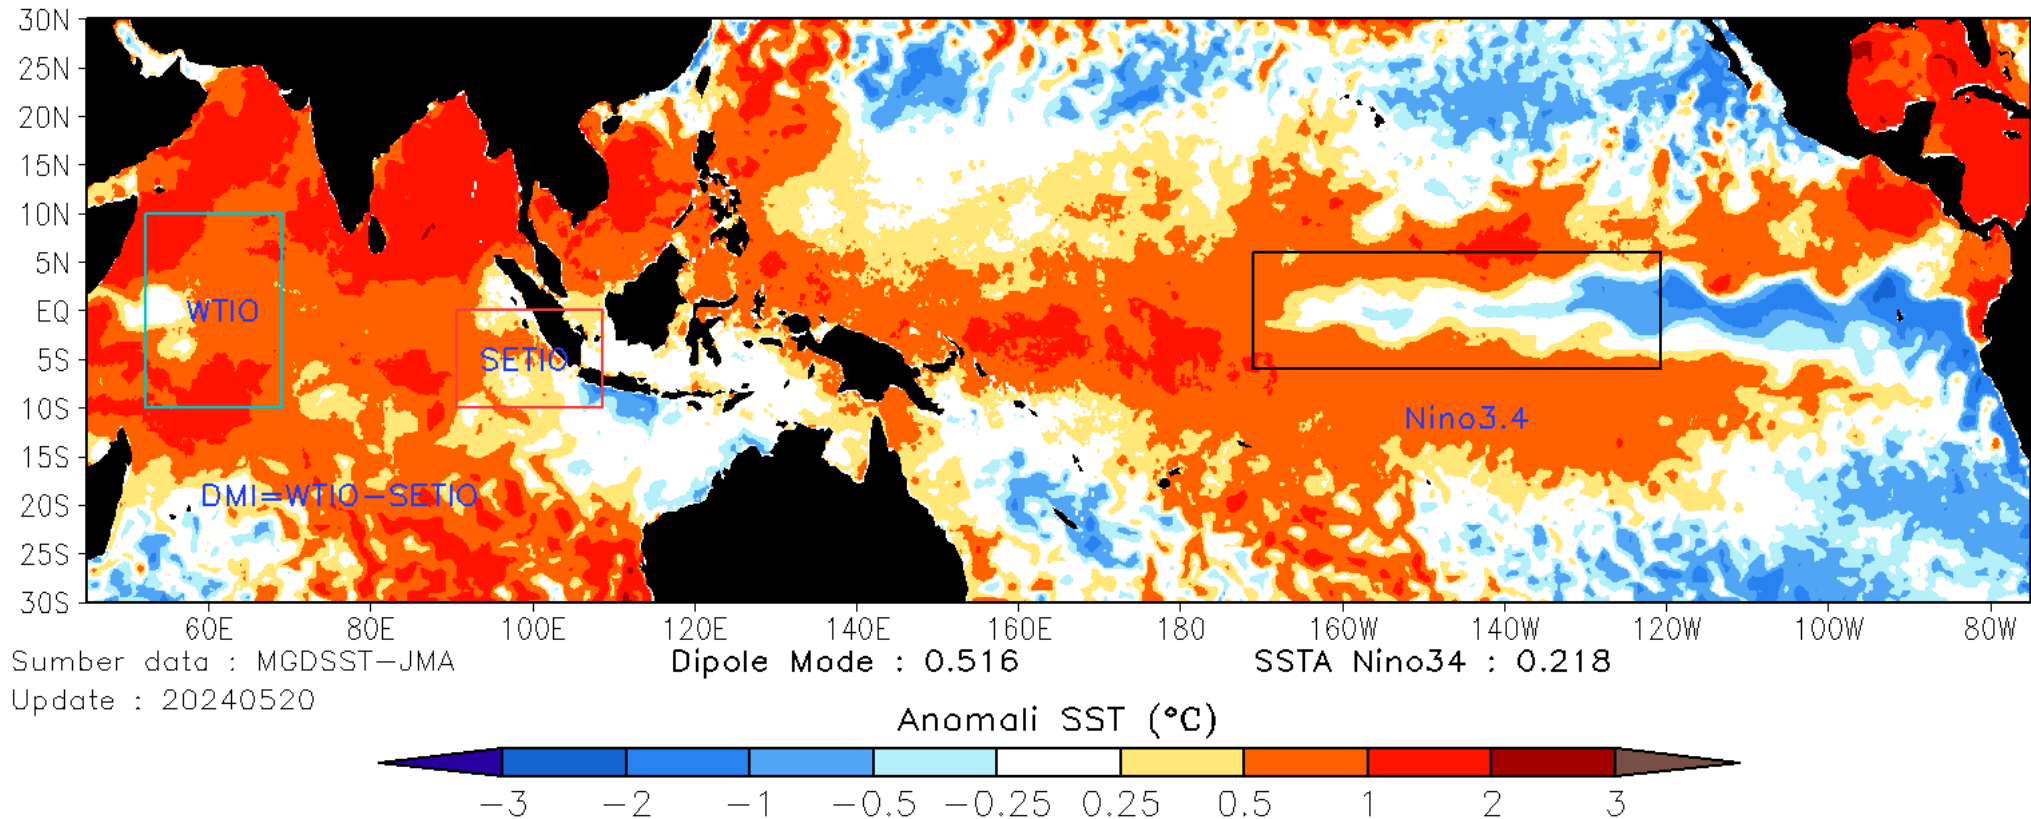 30N
25N
20N
15N
10N
5N
EQ
5S
10S
15S
20S
25S
30S
WTIO
SETIO
Nino3.4
DMI=WTIO-SETIO
60E 80E 100E 120E 140E 160E 180 160W 140W 120W 100W 80W
Sumber data : MGDSST-JMA
Dipole Mode : 0.516
SSTA Nino34 : 0.218
Update : 20240520
Anomali SST (°C)
-3 -2 -1 -0.5 -0.25 0.25 0.5 1 2 3